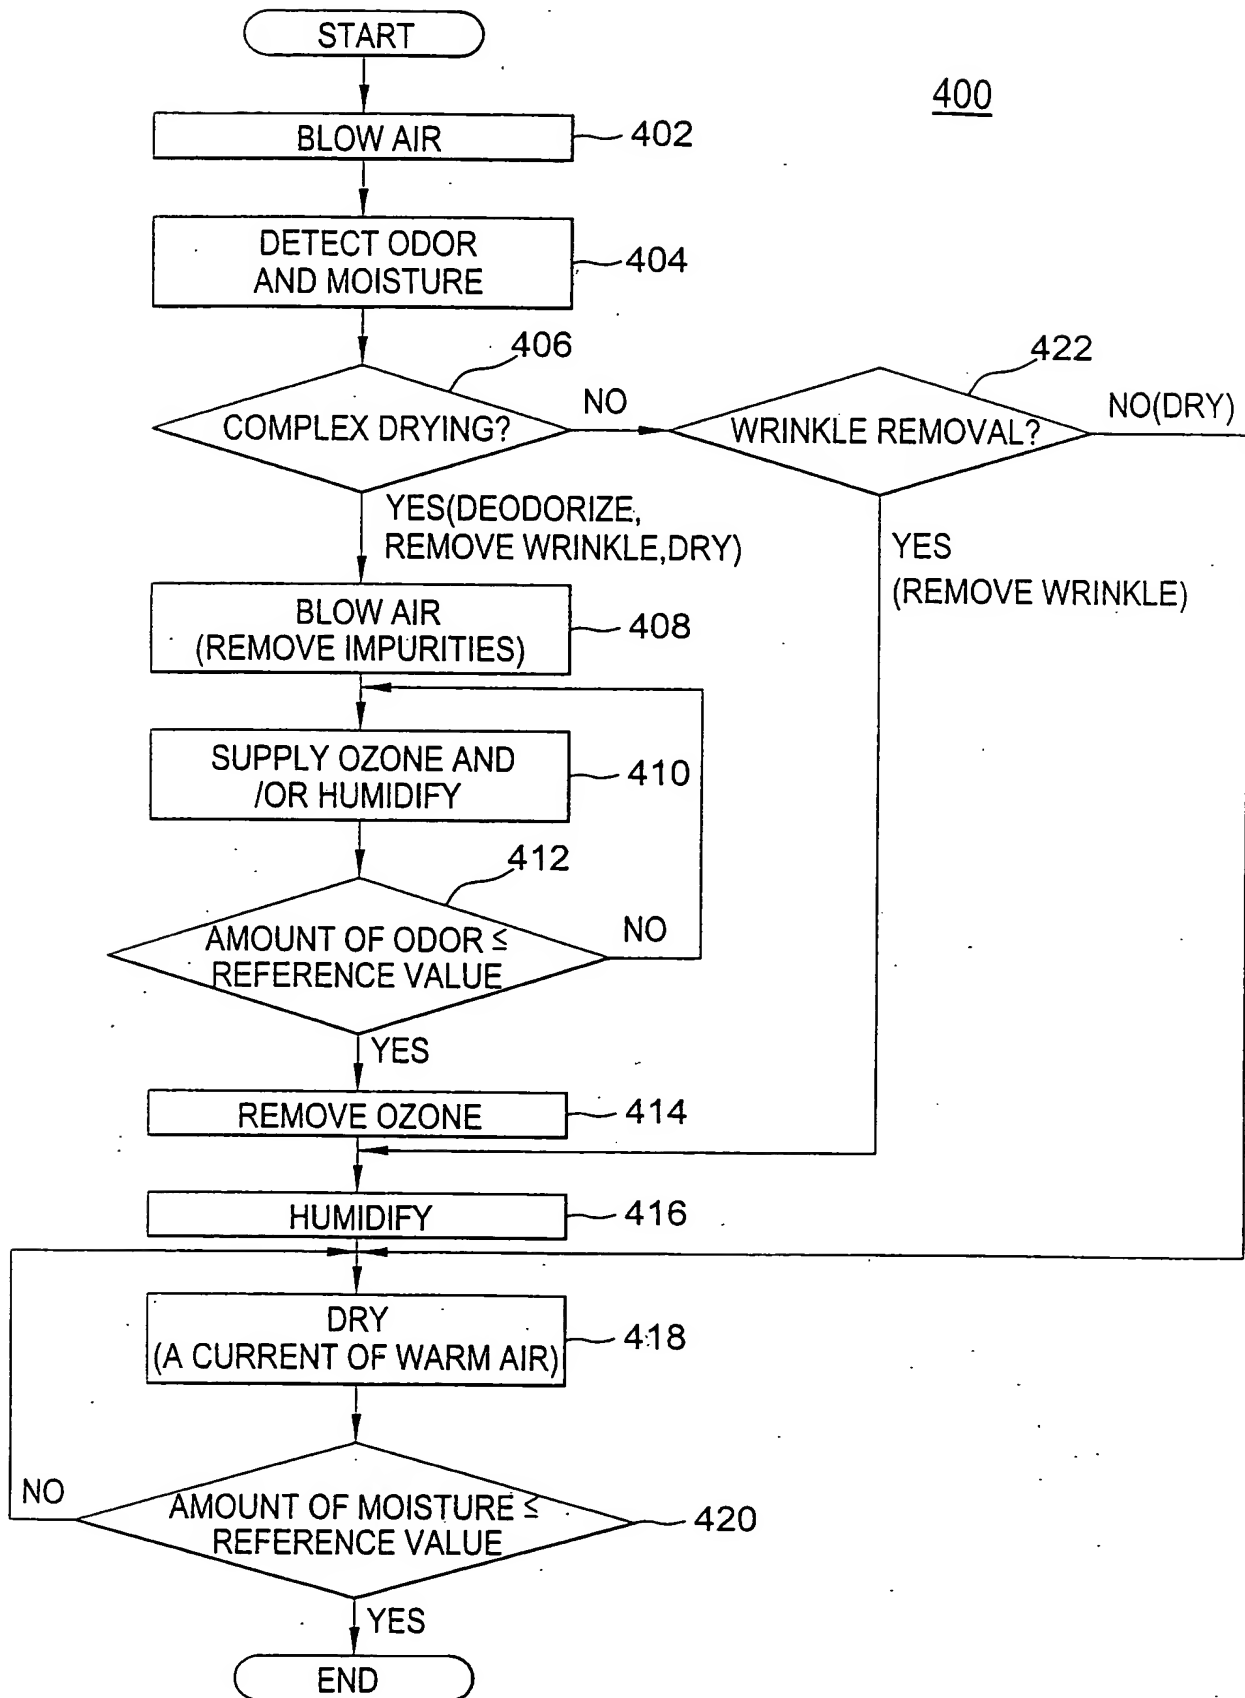 START
400
BLOW AIR
402
DETECT ODOR
AND MOISTURE
404
406
COMPLEX DRYING?
NO
422
WRINKLE REMOVAL?
NO(DRY)
YES(DEODORIZE,
REMOVE WRINKLE,DRY)
YES
(REMOVE WRINKLE)
BLOW AIR
(REMOVE IMPURITIES)
408
SUPPLY OZONE AND
/OR HUMIDIFY
410
412
AMOUNT OF ODOR ≦
REFERENCE VALUE
NO
YES
REMOVE OZONE
414
HUMIDIFY
416
DRY
(A CURRENT OF WARM AIR)
418
NO
AMOUNT OF MOISTURE ≦
REFERENCE VALUE
420
YES
END